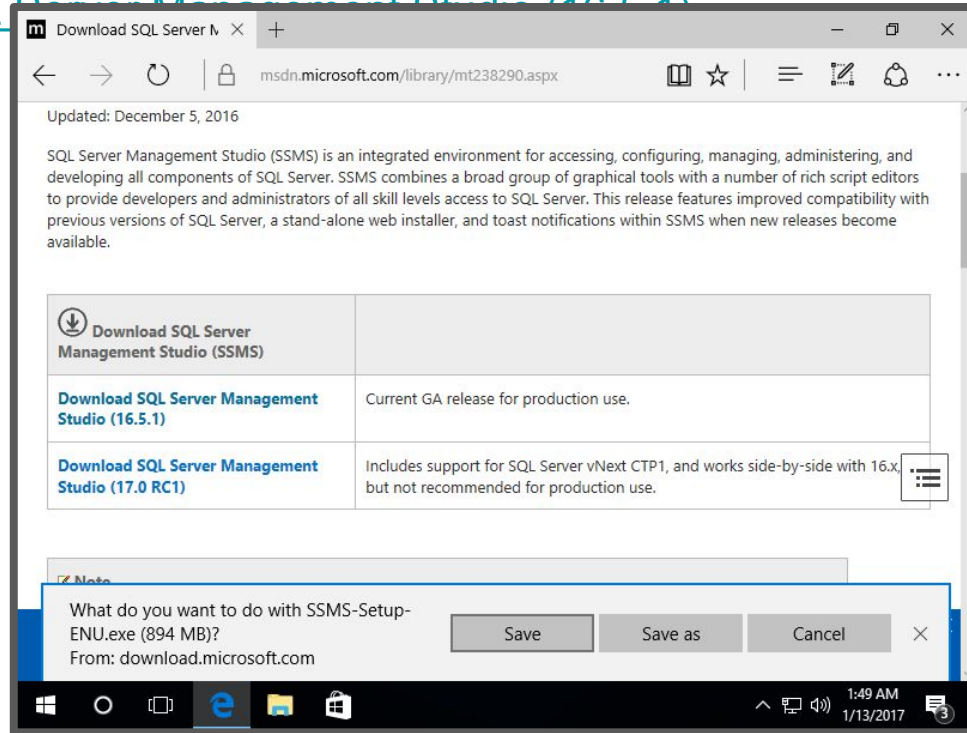 . Server Management Studio (16.5.1)
m Download SQL Server M
msdn.microsoft.com/library/mt238290.aspx
Updated: December 5, 2016
SQL Server Management Studio (SSMS) is an integrated environment for accessing, configuring, managing, administering, and
developing all components of SQL Server. SSMS combines a broad group of graphical tools with a number of rich script editors
to provide developers and administrators of all skill levels access to SQL Server. This release features improved compatibility with
previous versions of SQL Server, a stand-alone web installer, and toast notifications within SSMS when new releases become
available.
Download SQL Server
Management Studio (SSMS)
Download SQL Server Management
Studio (16.5.1)
Current GA release for production use.
Download SQL Server Management
Studio (17.0 RC1)
Includes support for SQL Server vNext CTP1, and works side-by-side with 16.x,
but not recommended for production use.
Note
What do you want to do with SSMS-Setup-
ENU.exe (894 MB)?
From: download.microsoft.com
Save
Save as
Cancel
1:49 AM
1/13/2017
3